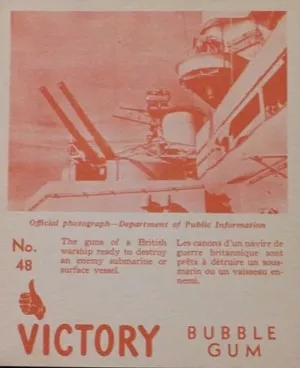 Official photograph—Department of Public Information
No.
48
The guns of a British
warship ready to destroy
an enemy submarine or
surface vessel.
Les canons d'un navire de
guerre britannique sont
prêts à détruire un sous-
marin ou un vaisseau en-
nemi.
VICTORY
BUBBLE
GUM